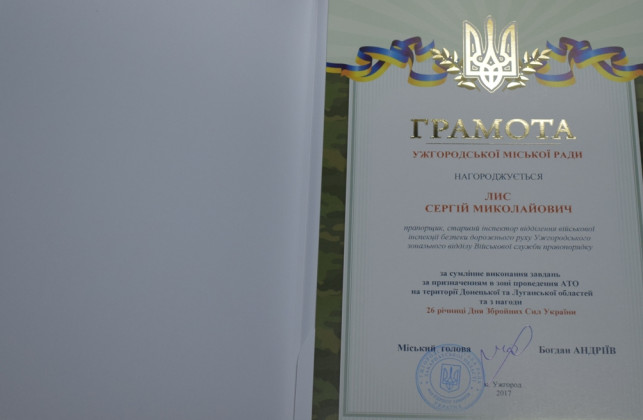 ГРАМОТА
УЖГОРОДСЬКОЇ МІСЬКОЇ РАДИ
НАГОРОДЖУЄТЬСЯ
ЛИС
СЕРГІЙ МИКОЛАЙОВИЧ
прапорщик, старший інспектор відділення військової
інспекції безпеки дорожнього руху Ужгородського
зонального відділу Військової служби правопорядку
за сумлінне виконання завдань
за призначенням в зоні проведення АТО
на території Донецької та Луганської областей
та з нагоди
26 річниці Дня Збройних Сил України
Міський голова
Богдан АНДРІЇВ
м. Ужгород
2017